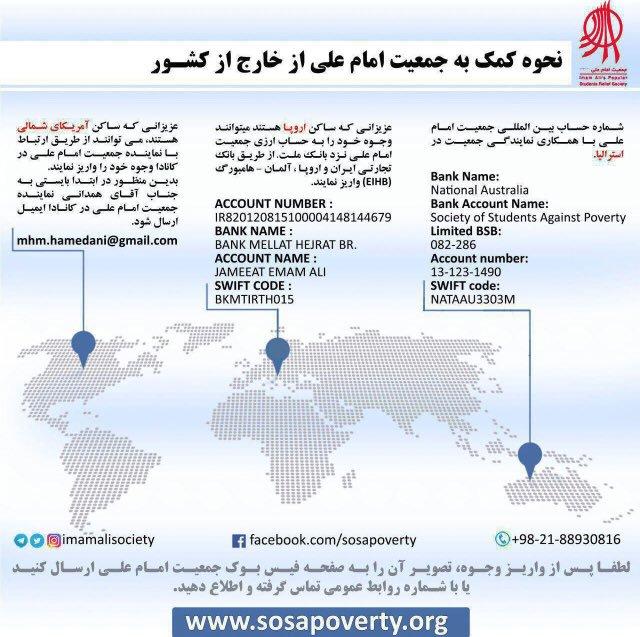 جمعیت امام علی
Imam Ali's Popular
Students Relief Society
نحوه کمک به جمعیت امام علی از خارج از کشور
شماره حساب بین المللی جمعیت امام
علی با همکاری نمایندگی جمعیت در
استرالیا.
Bank Name:
National Australia
Bank Account Name:
Society of Students Against Poverty
Limited BSB:
082-286
Account number:
13-123-1490
SWIFT code:
NATAAU3303M
عزیزانی که ساکن اروپا هستند میتوانند
وجوه خود را به حساب ارزی جمعیت
امام علی نزد بانک ملت. از طریق بانک
تجارتی ایران و اروپا ، آلمان - هامبورگ
(EIHB) واریز نمایند.
ACCOUNT NUMBER :
IR820120815100004148144679
BANK NAME :
BANK MELLAT HEJRAT BR.
ACCOUNT NAME :
JAMEEAT EMAM ALI
SWIFT CODE :
BKMTIRTH015
عزیزانی که ساکن آمریکای شمالی
هستند، می توانند از طریق ارتباط
با نماینده جمعیت امام علی در
کانادا وجوه خود را واریز نمایند.
بدین منظور در ابتدا بایستی به
جناب آقای همدانی نماینده
جمعیت امام علی در کانادا ایمیل
ارسال شود.
mhm.hamedani@gmail.com
imamalisociety
facebook.com/sosapoverty
+98-21-88930816
لطفا پس از واریز وجوه، تصویر آن را به صفحه فیس بوک جمعیت امام علی ارسال کنید
یا با شماره روابط عمومی تماس گرفته و اطلاع دهید.
www.sosapoverty.org